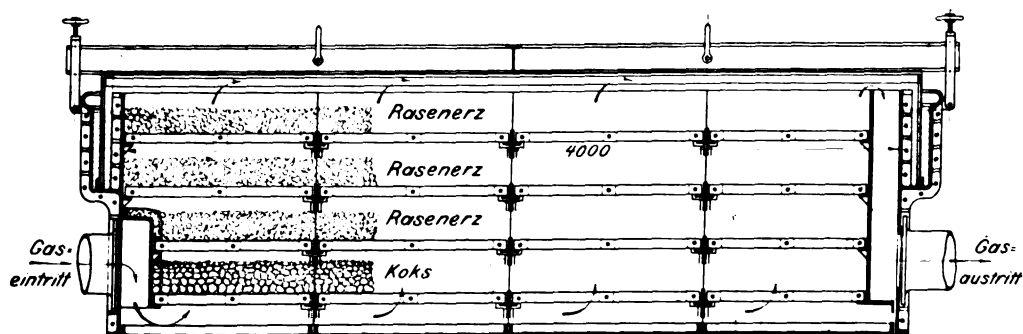 Rasenerz
4000
Rasenerz
Rasenerz
Gas=
eintritt
Koks
Gas=
austritt